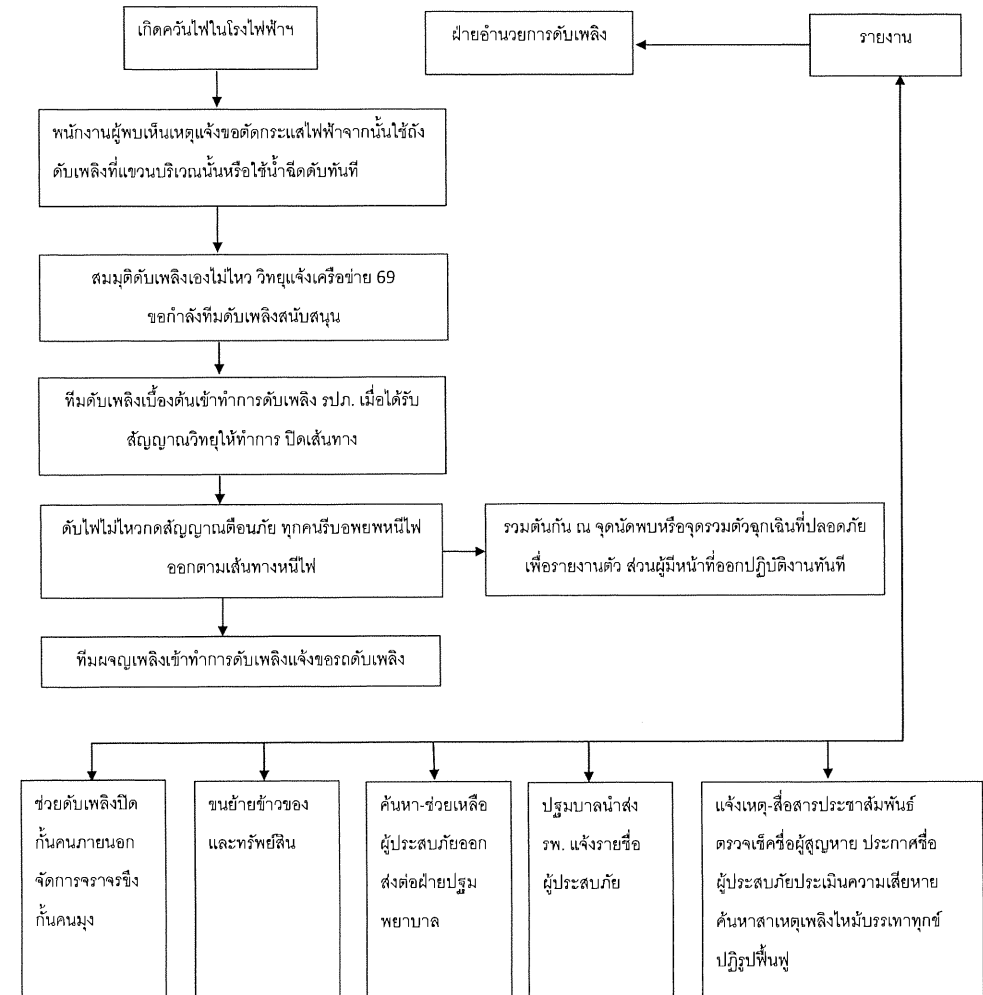 เกิดควันไฟในโรงไฟฟ้าฯ
ฝ่ายอำนวยการดับเพลิง
รายงาน
พนักงานผู้พบเห็นเหตุแจ้งขอตัดกระแสไฟฟ้าจากนั้นใช้ถัง
ดับเพลิงที่แขวนบริเวณนั้นหรือใช้น้ำฉีดดับทันที
สมมุติดับเพลิงเองไม่ไหว วิทยุแจ้งเครือข่าย 69
ขอกำลังทีมดับเพลิงสนับสนุน
ทีมดับเพลิงเบื้องต้นเข้าทำการดับเพลิง รปภ. เมื่อได้รับ
สัญญาณวิทยุให้ทำการ ปิดเส้นทาง
ดับไฟไม่ไหวกดสัญญาณตือนภัย ทุกคนรีบอพยพหนีไฟ
ออกตามเส้นทางหนีไฟ
รวมตันกัน ณ จุดนัดพบหรือจุดรวมตัวฉุกเฉินที่ปลอดภัย
เพื่อรายงานตัว ส่วนผู้มีหน้าที่ออกปฏิบัติงานทันที
ทีมผจญเพลิงเข้าทำการดับเพลิงแจ้งขอรถดับเพลิง
ช่วยดับเพลิงปิด
กั้นคนภายนอก
จัดการจราจรขึง
กั้นคนมุง
ขนย้ายข้าวของ
และทรัพย์สิน
ค้นหา-ช่วยเหลือ
ผู้ประสบภัยออก
ส่งต่อฝ่ายปฐม
พยาบาล
ปฐมบาลนำส่ง
รพ. แจ้งรายชื่อ
ผู้ประสบภัย
แจ้งเหตุ-สื่อสารประชาสัมพันธ์
ตรวจเช็คชื่อผู้สูญหาย ประกาศชื่อ
ผู้ประสบภัยประเมินความเสียหาย
ค้นหาสาเหตุเพลิงไหม้บรรเทาทุกข์
ปฏิรูปฟื้นฟู